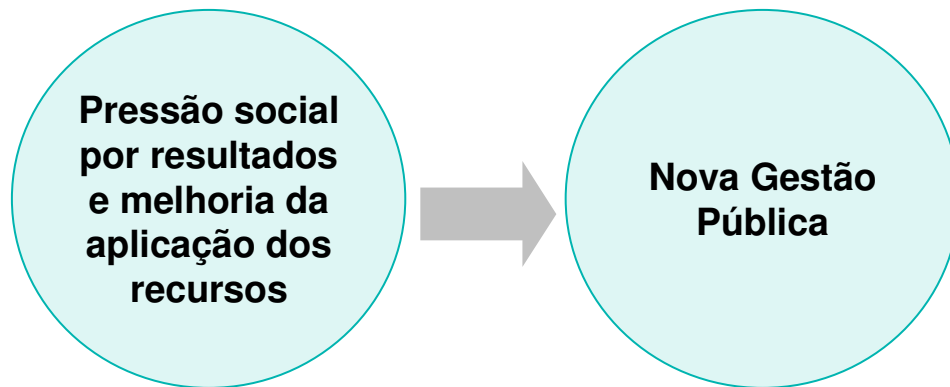 Pressão social
por resultados
e melhoria da
aplicação dos
recursos
Nova Gestão
Pública